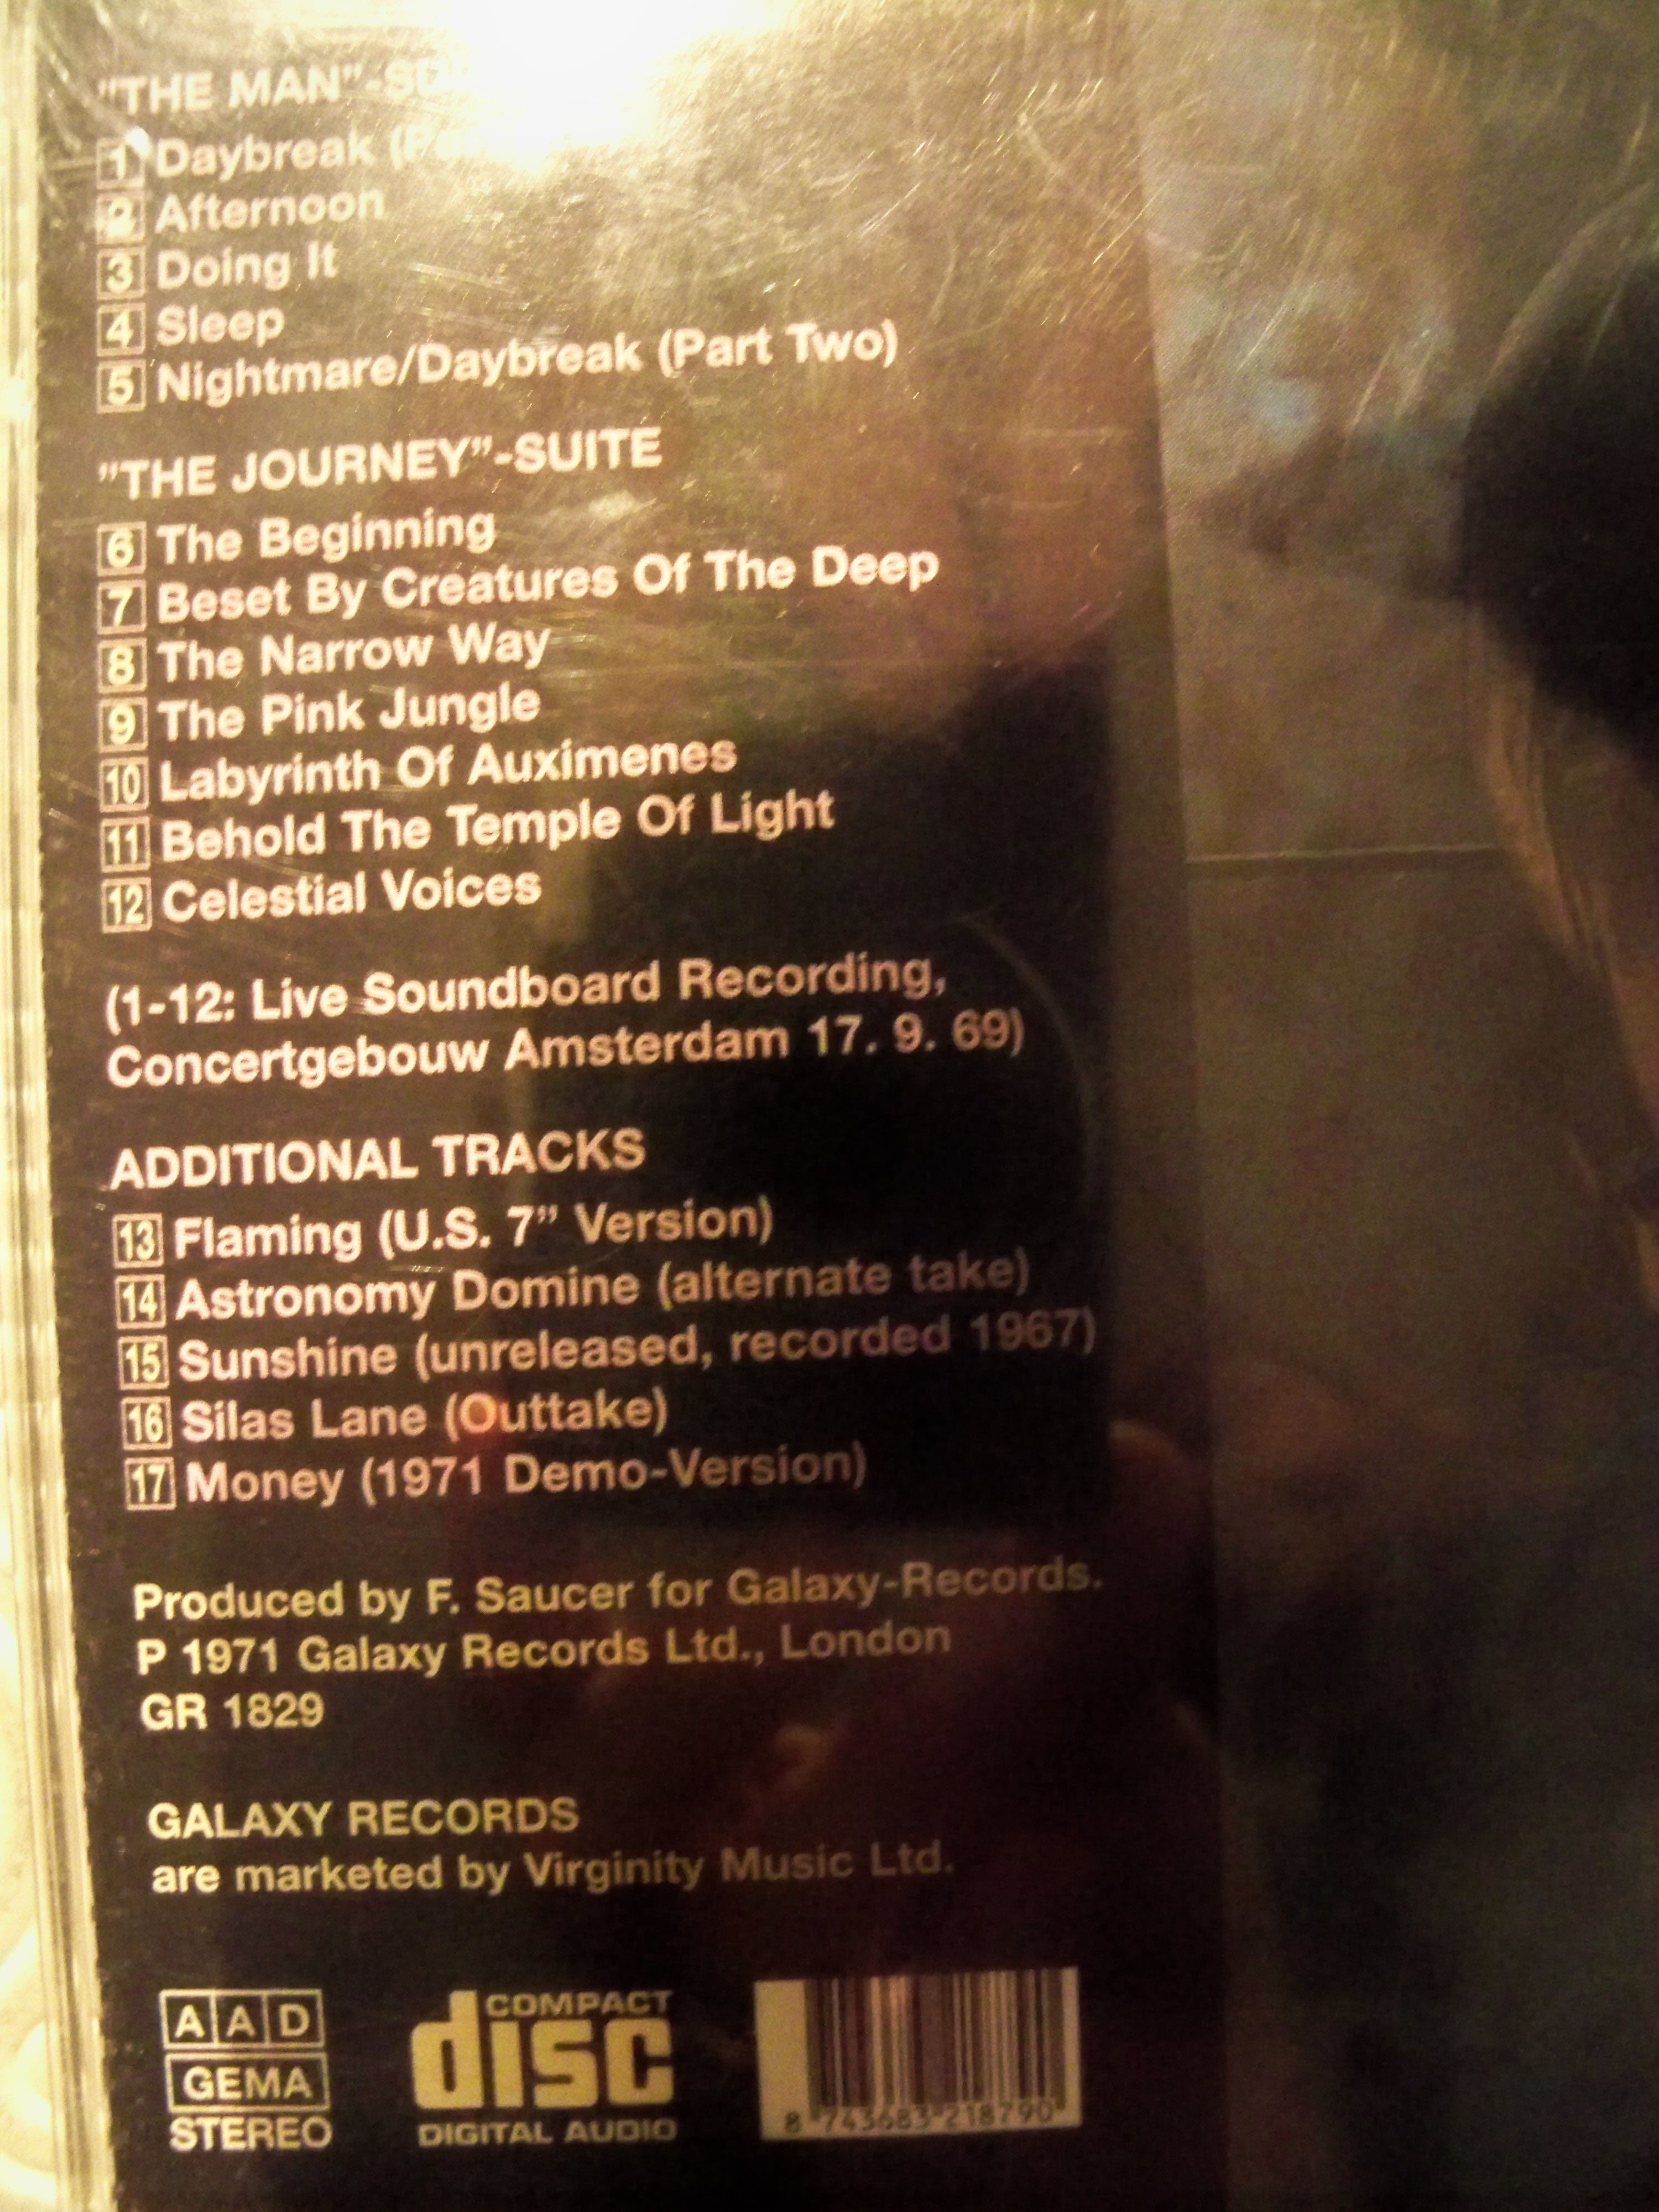 "THE MAN"-SU
1 Daybreak (Pa
2 Afternoon
3 Doing It
4 Sleep
5 Nightmare/Daybreak (Part Two)
"THE JOURNEY"-SUITE
6 The Beginning
7 Beset By Creatures Of The Deep
8 The Narrow Way
9 The Pink Jungle
10 Labyrinth Of Auximenes
11 Behold The Temple Of Light
12 Celestial Voices
(1-12: Live Soundboard Recording,
Concertgebouw Amsterdam 17. 9. 69)
ADDITIONAL TRACKS
13 Flaming (U.S. 7" Version)
14 Astronomy Domine (alternate take)
15 Sunshine (unreleased, recorded 1967)
16 Silas Lane (Outtake)
17 Money (1971 Demo-Version)
Produced by F. Saucer for Galaxy-Records.
P 1971 Galaxy Records Ltd., London
GR 1829
GALAXY RECORDS
are marketed by Virginity Music Ltd.
AAD
GEMA
STEREO
COMPACT
disc
DIGITAL AUDIO
8 743683 218790